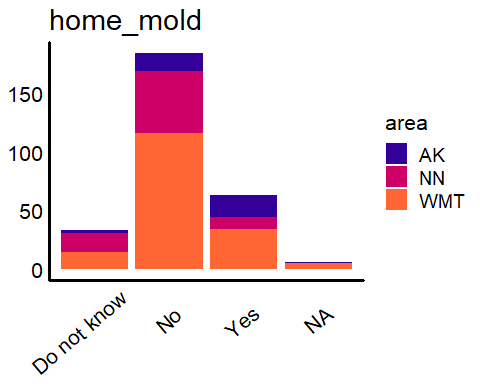 home_mold
150
100
50
0
Do not know
No
Yes
NA
area
AK
NN
WMT